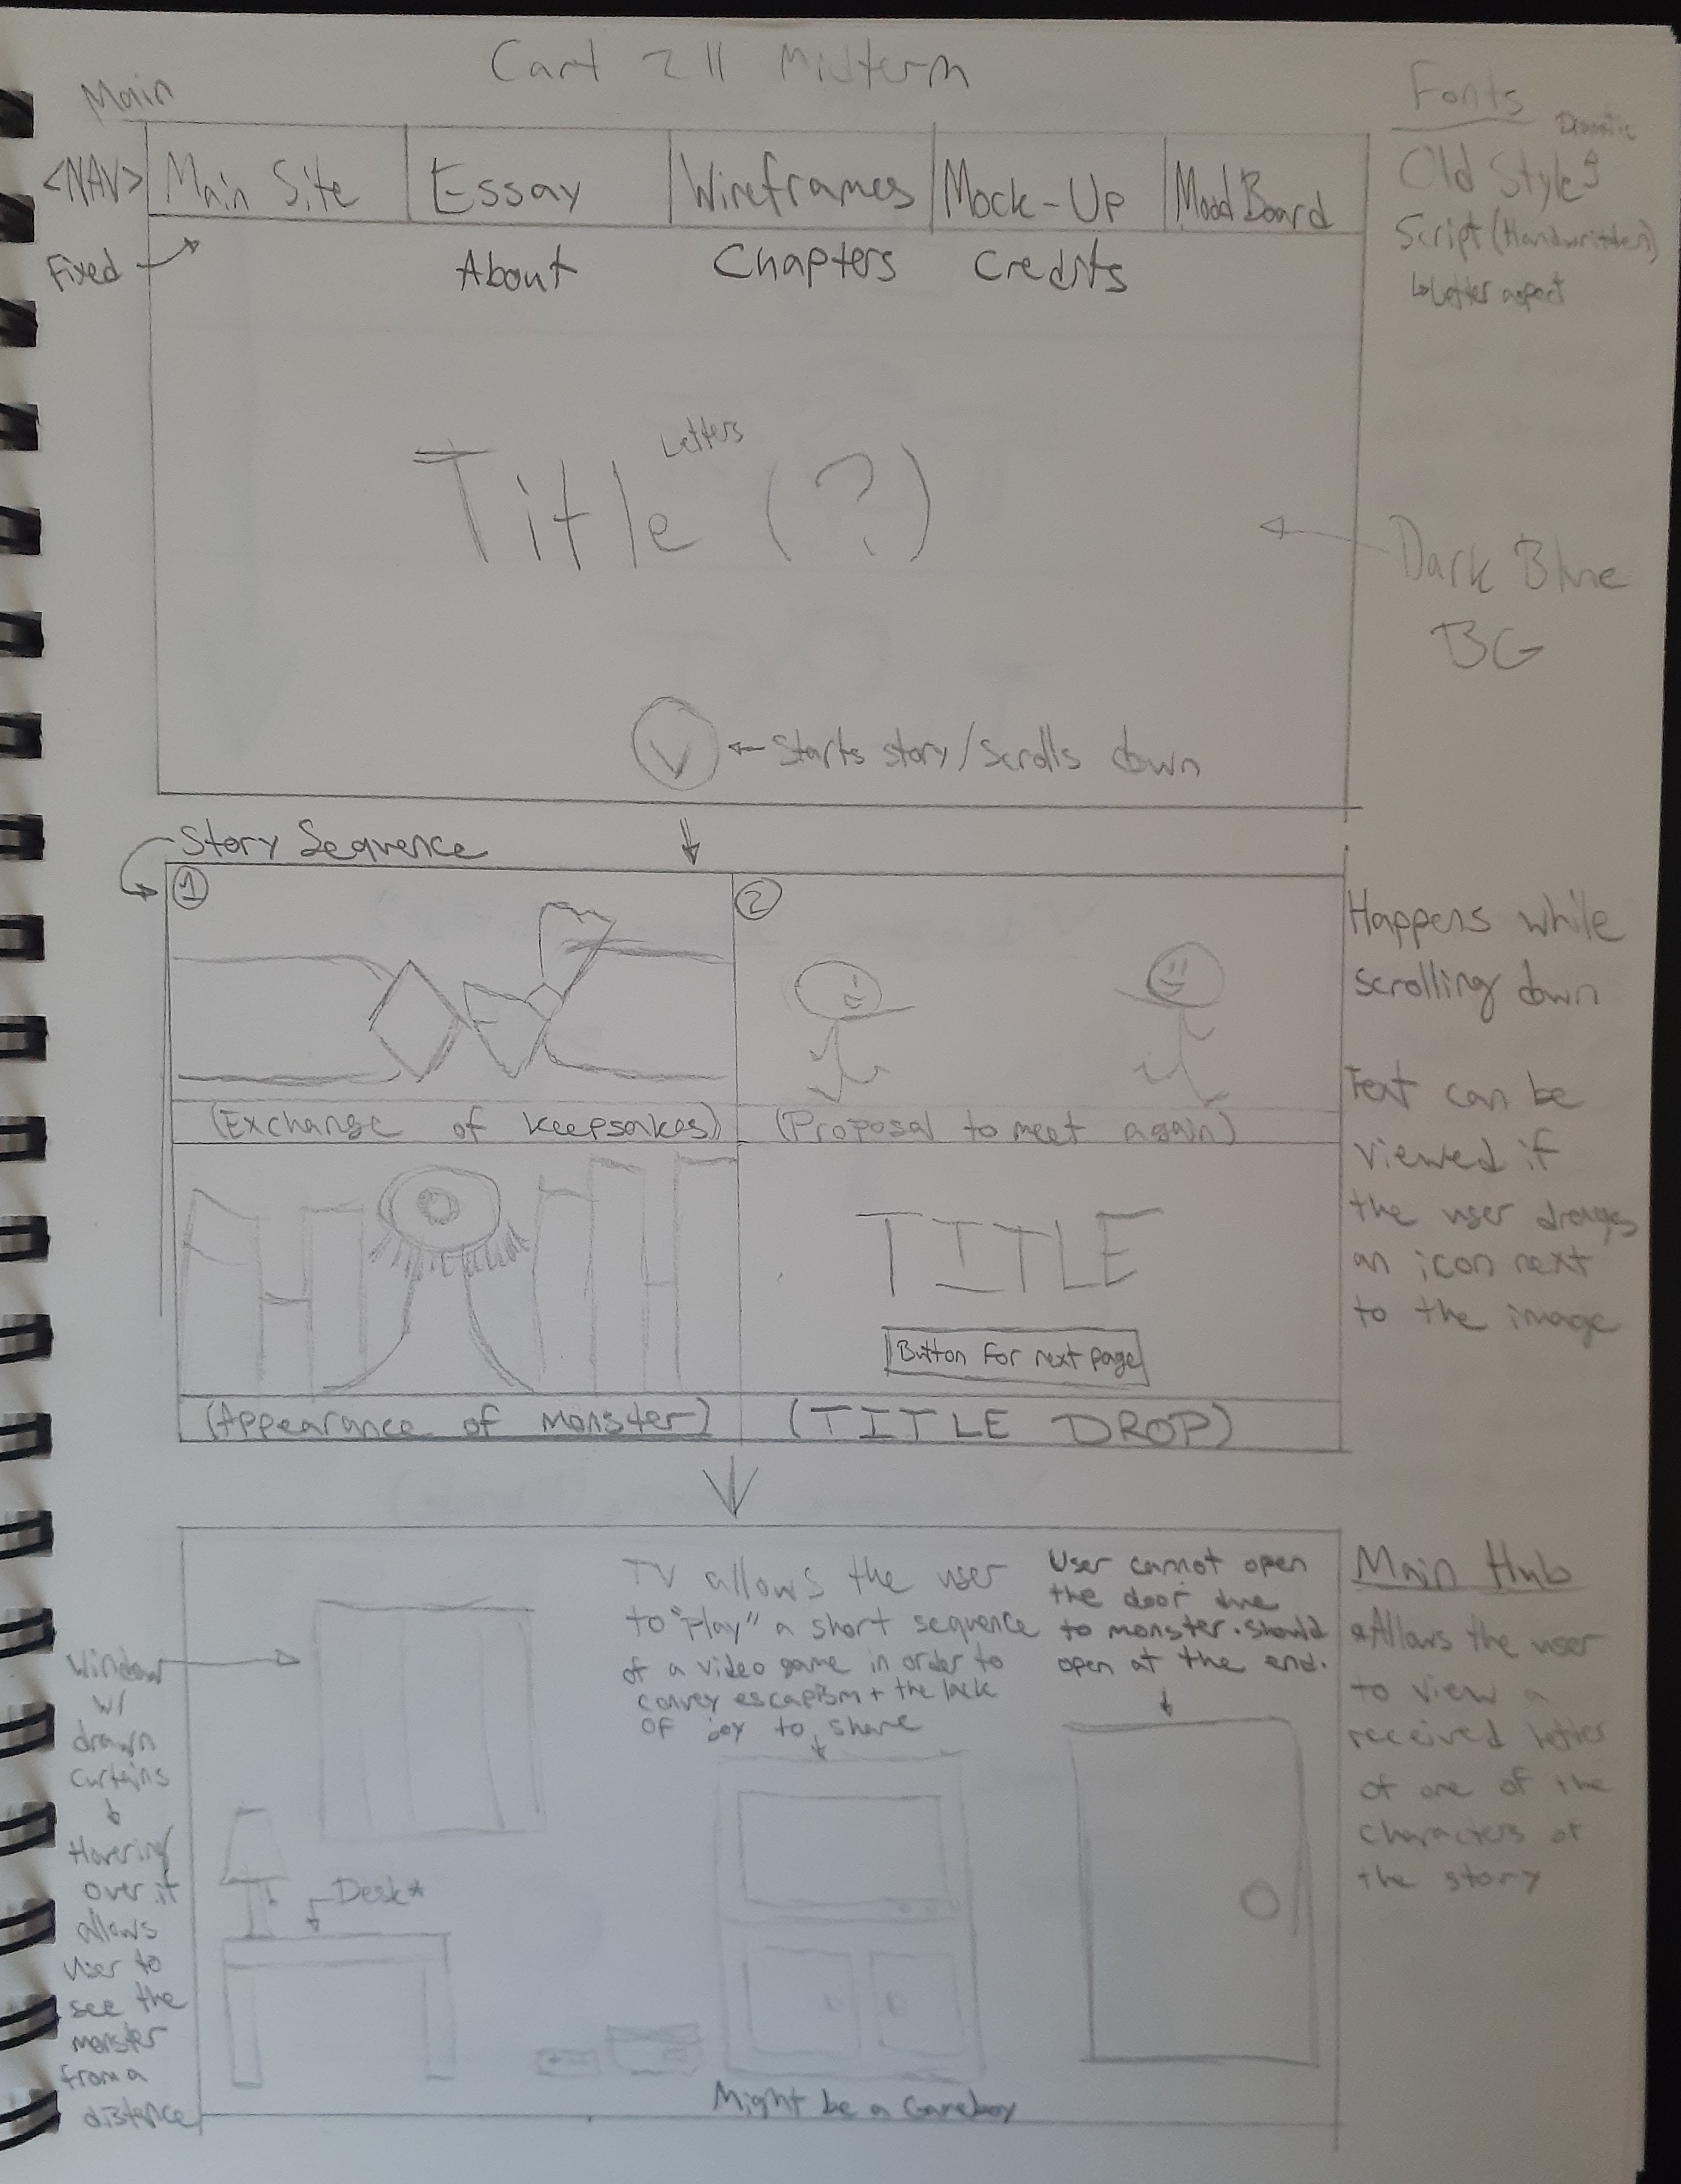 Cart 211 Midterm
Main
<NAV>
Main Site
Essay
Wireframes
Mock-Up
Mood Board
Fixed
About
Chapters
Credits
Fonts
Old Style
Script (Handwritten)
↳ Letter aspect
Letters
Title (?)
Dark Blue
BG
V
← Starts story/scrolls down
Story Sequence
1
2
(Exchange of keepsakes)
(Proposal to meet again)
Happens while
scrolling down
Text can be
viewed if
the user drags
an icon next
to the image
TITLE
Button for next page
(Appearance of monster)
(TITLE DROP)
Main Hub
*Allows the user
to view a
received letter
of one of the
characters of
the story
TV allows the user
to "Play" a short sequence
of a video game in order to
convey escapism + the lack
of joy to share
User cannot open
the door due
to monster. Should
open at the end.
Window
w/
drawn
curtains
Hovering
over it
allows
user to
see the
monster
from a
distance
Desk*
Might be a Gameboy